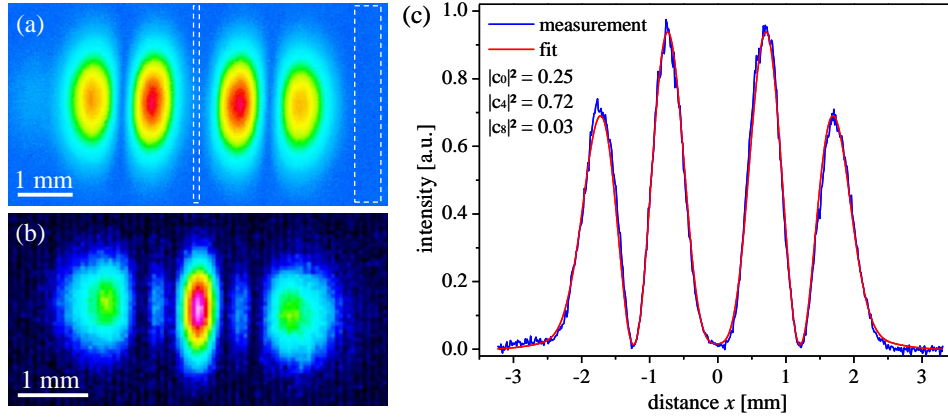 (a)
1 mm
(b)
1 mm
(c)
1.0
0.8
0.6
0.4
0.2
0.0
intensity [a.u.]
measurement
fit
|c₀|² = 0.25
|c₄|² = 0.72
|c₈|² = 0.03
-3 -2 -1 0 1 2 3
distance x [mm]